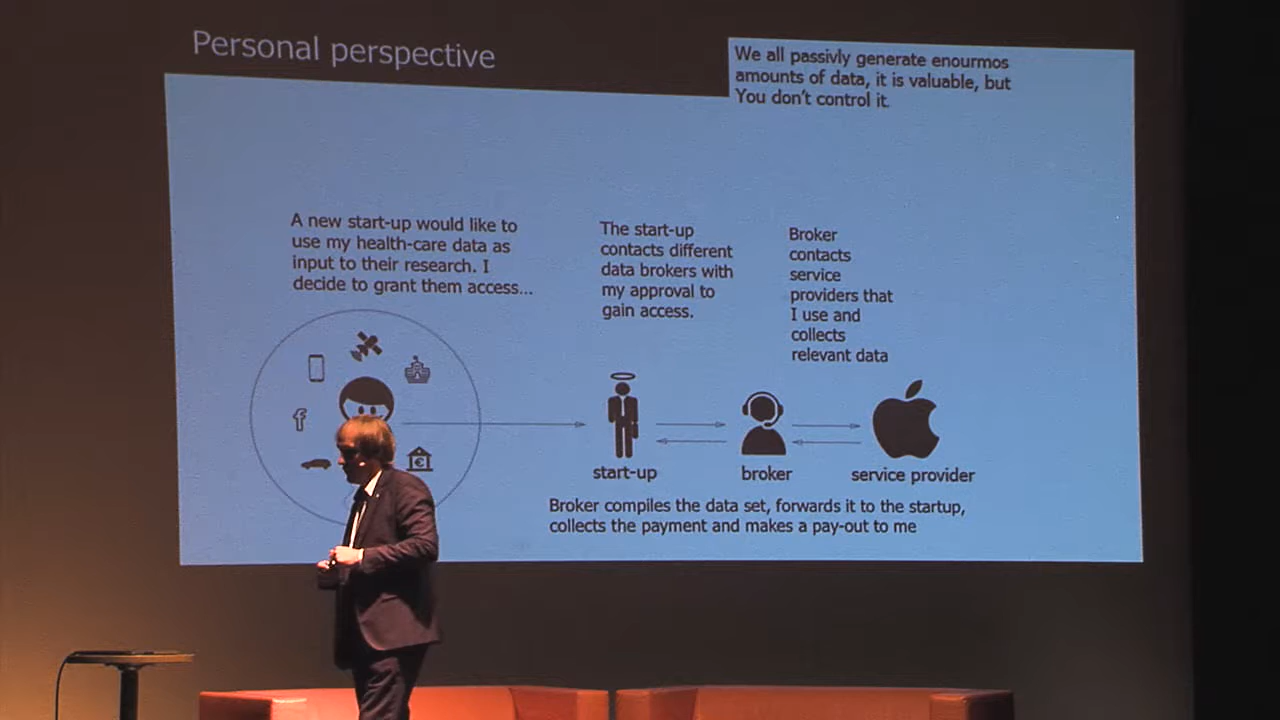 Personal perspective
We all passivly generate enourmos
amounts of data, it is valuable, but
You don't control it.
A new start-up would like to
use my health-care data as
input to their research. I
decide to grant them access...
The start-up
contacts different
data brokers with
my approval to
gain access.
Broker
contacts
service
providers that
I use and
collects
relevant data
start-up
broker
service provider
Broker compiles the data set, forwards it to the startup,
collects the payment and makes a pay-out to me